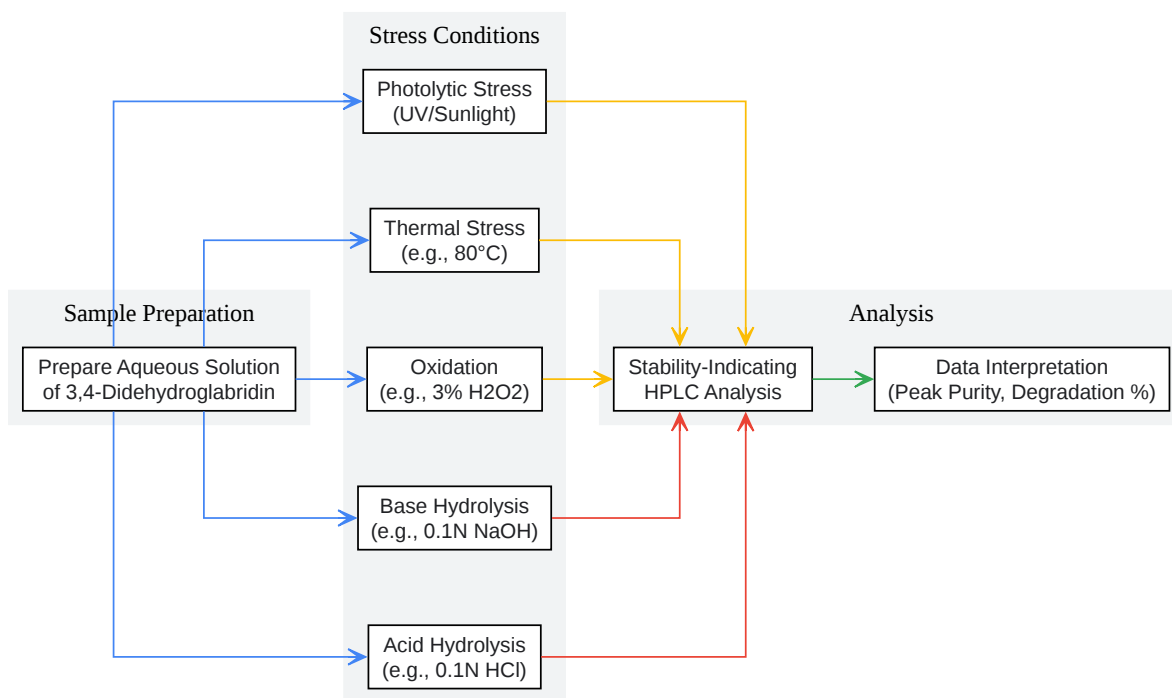 Stress Conditions
Photolytic Stress
(UV/Sunlight)
Thermal Stress
(e.g., 80°C)
Sample Preparation
Prepare Aqueous Solution
of 3,4-Didehydroglabridin
Oxidation
(e.g., 3% H2O2)
Base Hydrolysis
(e.g., 0.1N NaOH)
Acid Hydrolysis
(e.g., 0.1N HCl)
Analysis
Stability-Indicating
HPLC Analysis
Data Interpretation
(Peak Purity, Degradation %)